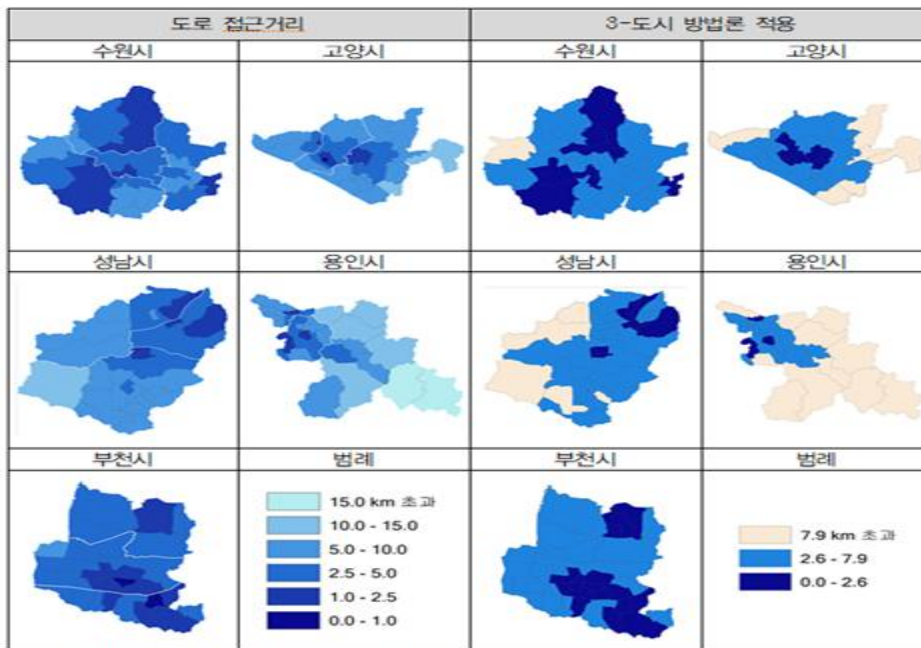 도로 접근거리
3-도시 방법론 적용
수원시
고양시
수원시
고양시
성남시
용인시
성남시
용인시
부천시
범례
부천시
범례
15.0 km 초과
10.0 - 15.0
5.0 - 10.0
2.5 - 5.0
1.0 - 2.5
0.0 - 1.0
7.9 km 초과
2.6 - 7.9
0.0 - 2.6